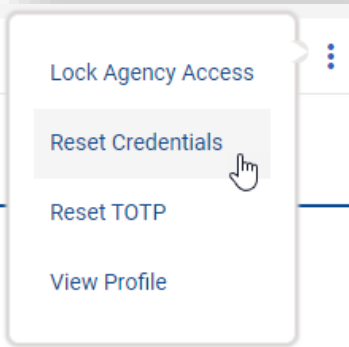 Lock Agency Access
Reset Credentials
Reset TOTP
View Profile